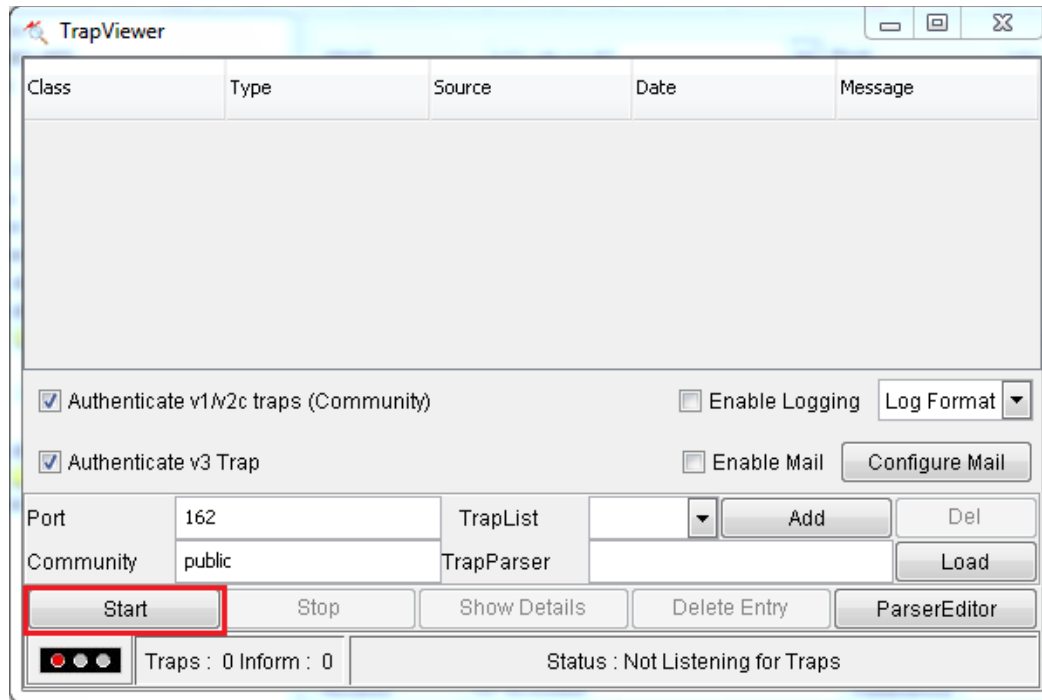 TrapViewer
Class Type Source Date Message
Authenticate v1/v2c traps (Community) Enable Logging Log Format
Authenticate v3 Trap Enable Mail Configure Mail
Port 162 TrapList Add Del
Community public TrapParser Load
Start Stop Show Details Delete Entry ParserEditor
Traps : 0 Inform : 0 Status : Not Listening for Traps